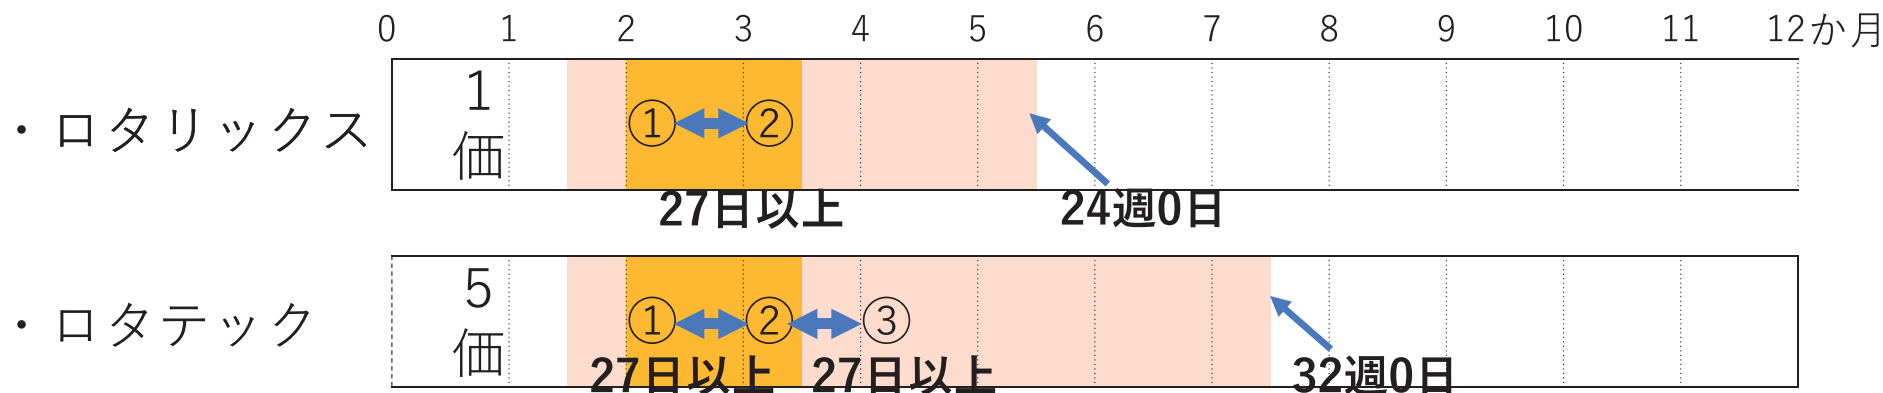 0 1 2 3 4 5 6 7 8 9 10 11 12か月
・ロタリックス
1
価
① ②
27日以上 24週0日
・ロタテック
5
価
① ② ③
27日以上 27日以上 32週0日